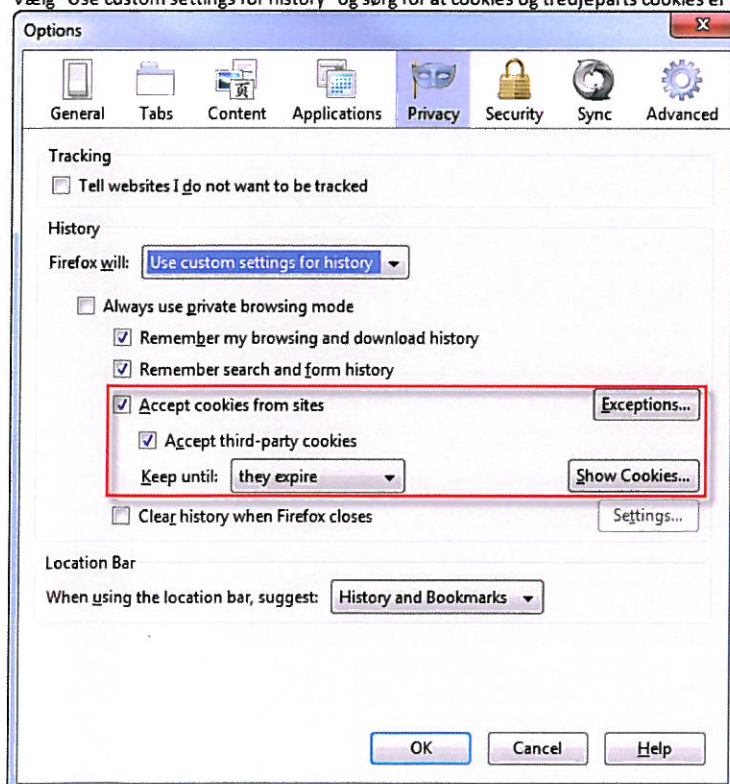 Vælg "Use custom settings for history" og sørg for at cookies og tredjeparts cookies er
Options
X
General Tabs Content Applications Privacy Security Sync Advanced
Tracking
Tell websites I do not want to be tracked
History
Firefox will: Use custom settings for history
Always use private browsing mode
Remember my browsing and download history
Remember search and form history
Accept cookies from sites Exceptions...
Accept third-party cookies
Keep until: they expire Show Cookies...
Clear history when Firefox closes Settings...
Location Bar
When using the location bar, suggest: History and Bookmarks
OK Cancel Help